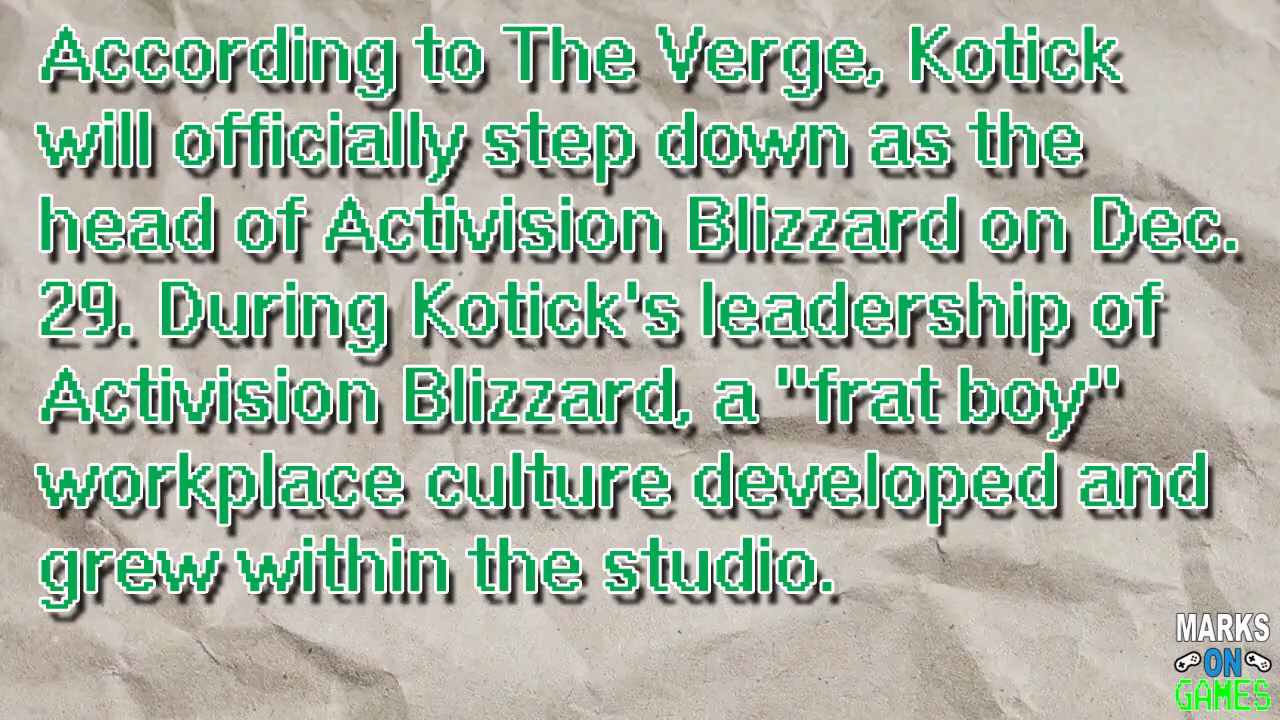 According to The Verge, Kotick
will officially step down as the
head of Activision Blizzard on Dec.
29. During Kotick's leadership of
Activision Blizzard, a "frat boy"
workplace culture developed and
grew within the studio.
MARKS
ON
GAMES